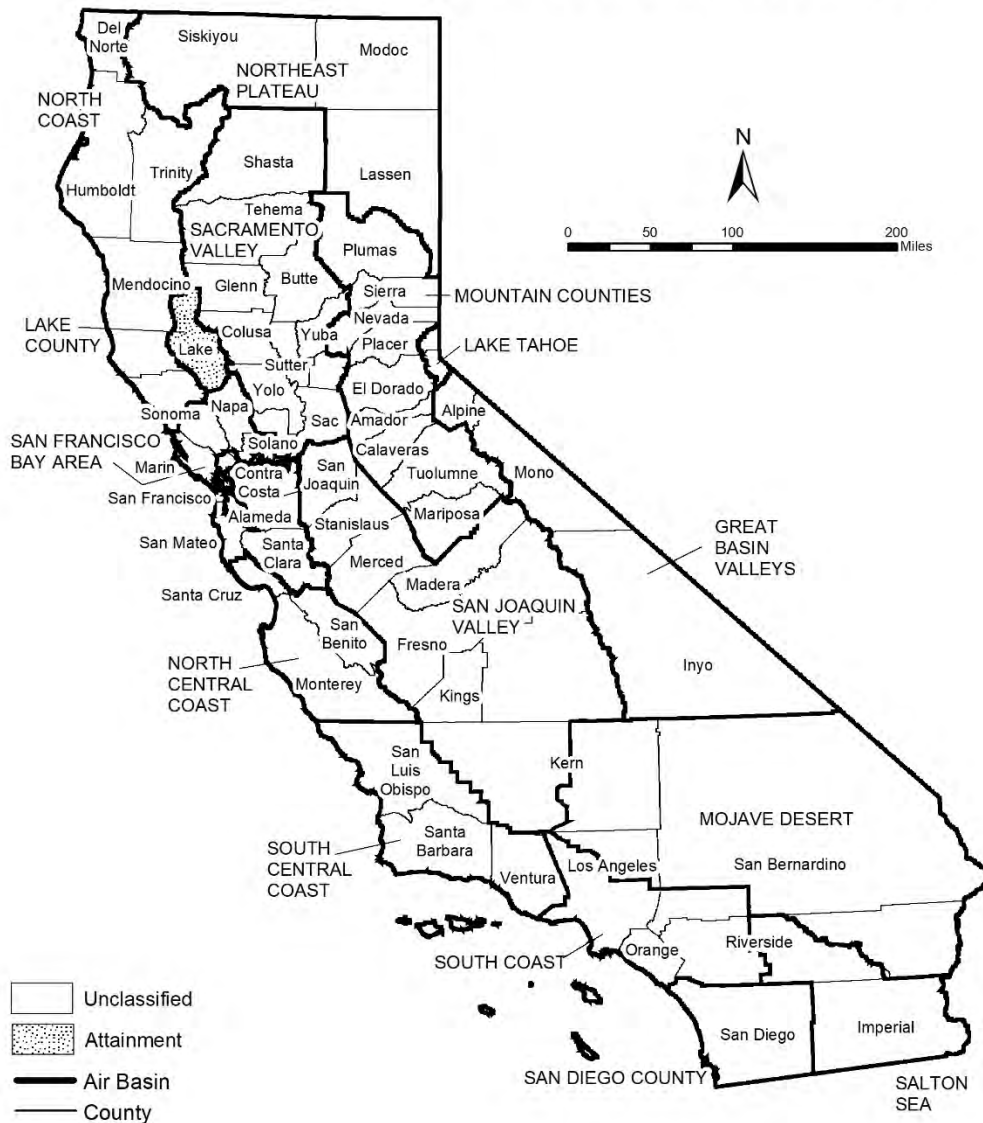 Del
Norte
Siskiyou
Modoc
NORTHEAST
PLATEAU
NORTH
COAST
N
Shasta
Trinity
Lassen
Humboldt
Tehema
SACRAMENTO
VALLEY
Plumas
0 50 100 200
Miles
Mendocino
Glenn
Butte
Sierra
MOUNTAIN COUNTIES
LAKE
COUNTY
Colusa
Yuba
Nevada
Placer
Lake
LAKE TAHOE
Sutter
Yolo
El Dorado
Napa
Sonoma
Sac
Amador
Alpine
SAN FRANCISCO
BAY AREA
Solano
Calaveras
Marin
Contra
Costa
San
Joaquin
Tuolumne
Mono
San Francisco
Alameda
Stanislaus
Mariposa
GREAT
BASIN
VALLEYS
San Mateo
Santa
Clara
Merced
Madera
Santa Cruz
SAN JOAQUIN
VALLEY
San
Benito
Fresno
NORTH
CENTRAL
COAST
Monterey
Kings
Inyo
San
Luis
Obispo
Kern
MOJAVE DESERT
SOUTH
CENTRAL
COAST
Santa
Barbara
Ventura
Los Angeles
San Bernardino
SOUTH COAST
Orange
Riverside
Unclassified
Attainment
Air Basin
County
San Diego
Imperial
SAN DIEGO COUNTY
SALTON
SEA